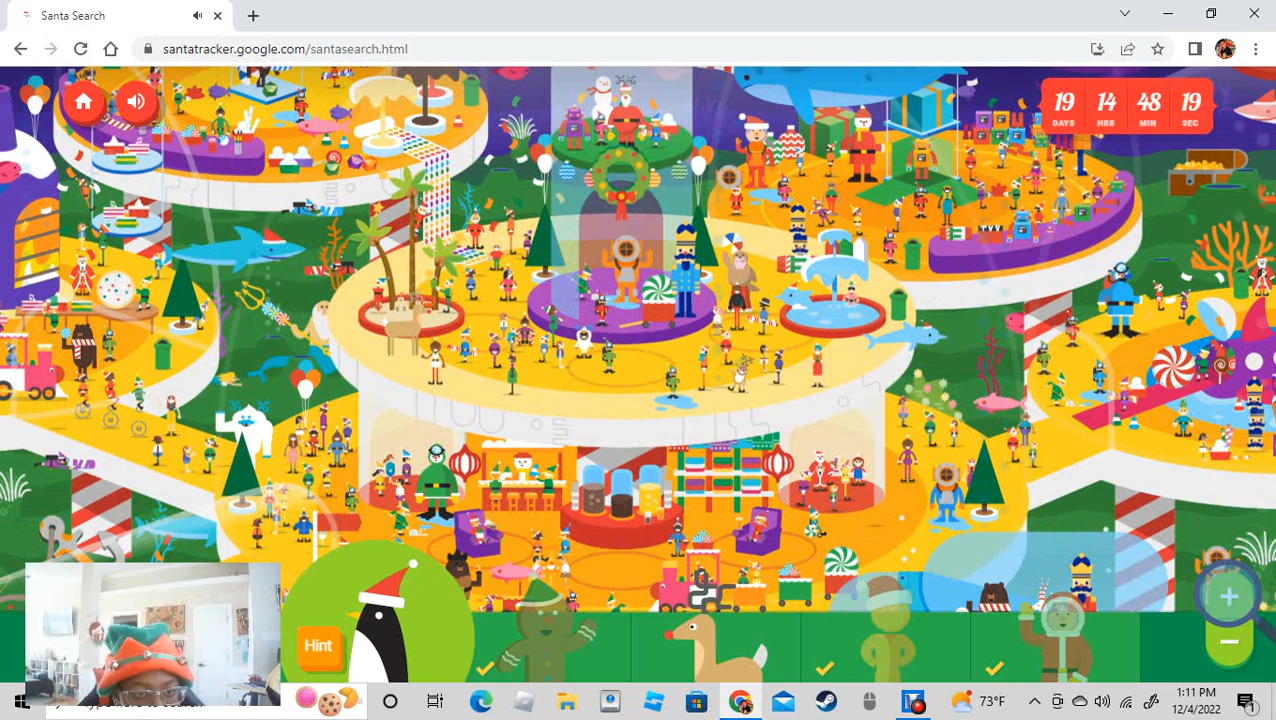 Santa Search
santatracker.google.com/santasearch.html
19 14 48 19
DAYS HRS MIN SEC
Hint
73°F
1:11 PM
12/4/2022
1